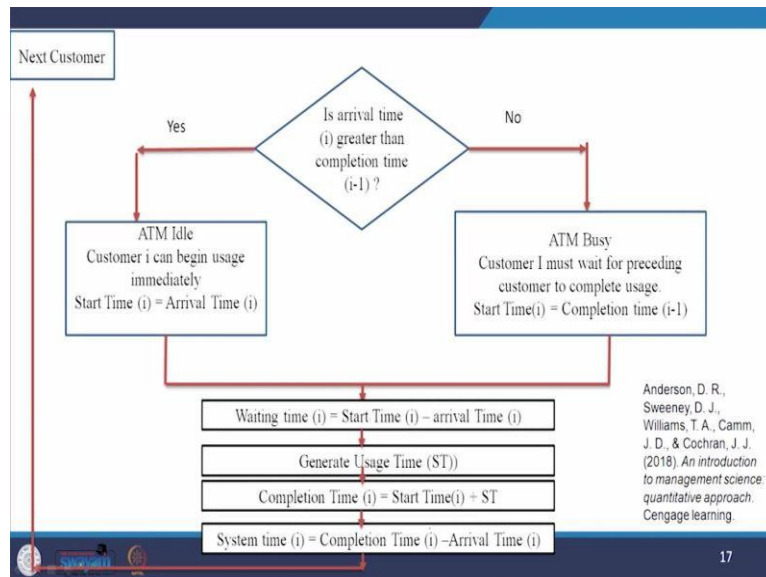 Next Customer
Is arrival time
(i) greater than
completion time
(i-1) ?
Yes
No
ATM Idle
Customer i can begin usage
immediately
Start Time (i) = Arrival Time (i)
ATM Busy
Customer I must wait for preceding
customer to complete usage.
Start Time(i) = Completion time (i-1)
Waiting time (i) = Start Time (i) – arrival Time (i)
Generate Usage Time (ST))
Completion Time (i) = Start Time(i) + ST
System time (i) = Completion Time (i) –Arrival Time (i)
Anderson, D. R.,
Sweeney, D. J.,
Williams, T. A., Camm,
J. D., & Cochran, J. J.
(2018). An introduction
to management science:
quantitative approach.
Cengage learning.
swayam
17